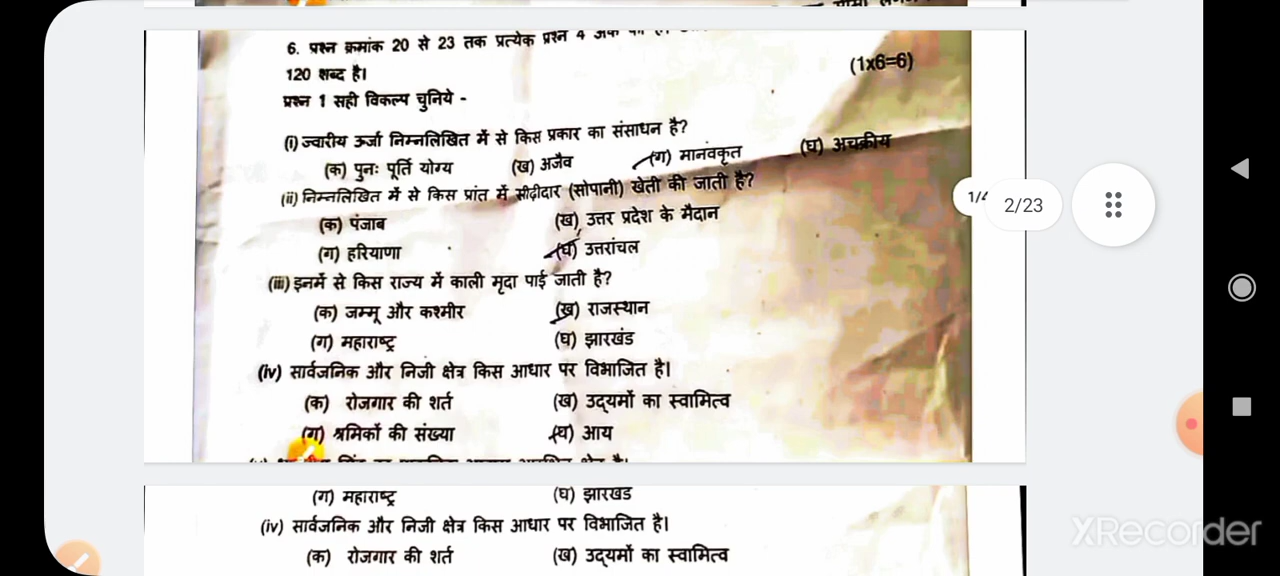 6. प्रश्न क्रमांक 20 से 23 तक प्रत्येक प्रश्न 4 अंक
120 शब्द है।
(1x6=6)
प्रश्न 1 सही विकल्प चुनिये -
(i) ज्वारीय ऊर्जा निम्नलिखित में से किस प्रकार का संसाधन है?
(क) पुनः पूर्ति योग्य (ख) अजैव (ग) मानवकृत (घ) अचक्रीय
(ii) निम्नलिखित में से किस प्रांत में सीढ़ीदार (सोपानी) खेती की जाती है?
(क) पंजाब (ख) उत्तर प्रदेश के मैदान
(ग) हरियाणा (घ) उत्तरांचल
(iii) इनमें से किस राज्य में काली मृदा पाई जाती है?
(क) जम्मू और कश्मीर (ख) राजस्थान
(ग) महाराष्ट्र (घ) झारखंड
(iv) सार्वजनिक और निजी क्षेत्र किस आधार पर विभाजित है।
(क) रोजगार की शर्त (ख) उद्यमों का स्वामित्व
(ग) श्रमिकों की संख्या (घ) आय
(ग) महाराष्ट्र (घ) झारखंड
(iv) सार्वजनिक और निजी क्षेत्र किस आधार पर विभाजित है।
(क) रोजगार की शर्त (ख) उद्यमों का स्वामित्व
2/23
XRecorder